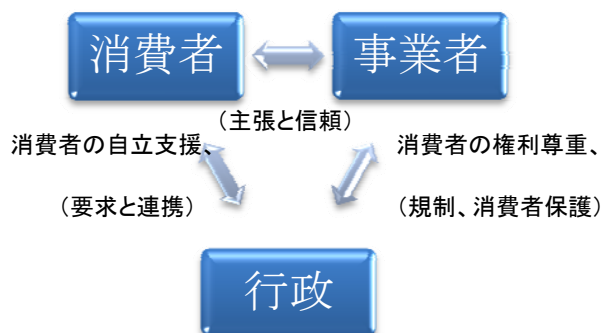 消費者
事業者
（主張と信頼）
消費者の自立支援、
消費者の権利尊重、
（要求と連携）
（規制、消費者保護）
行政